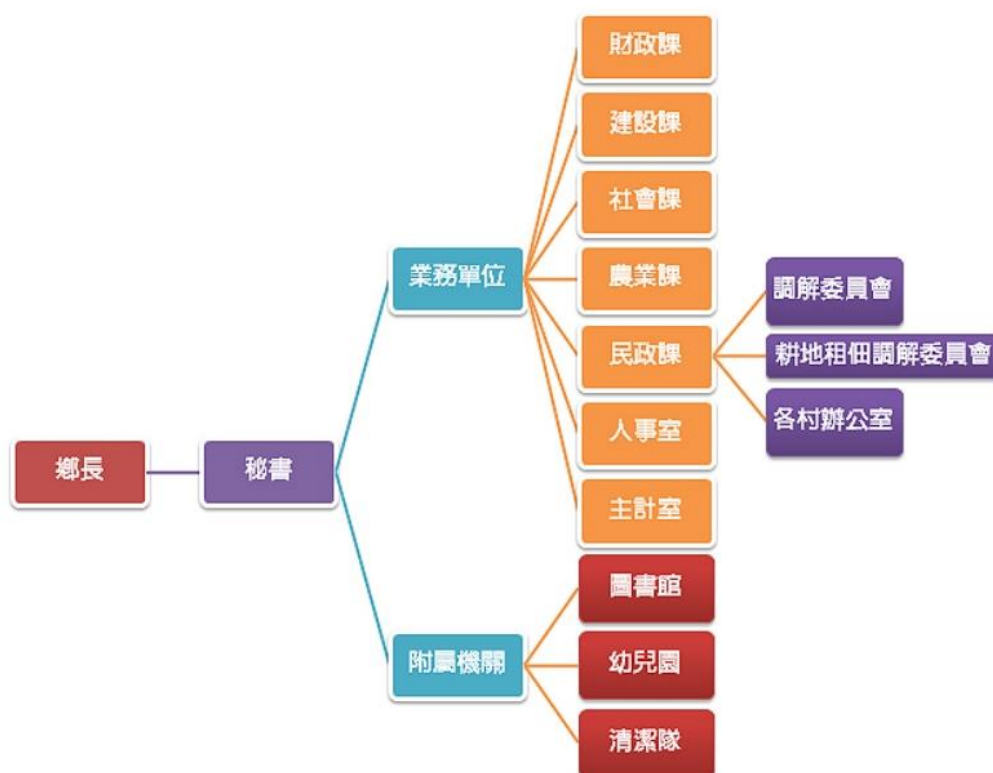 鄉長
秘書
業務單位
財政課
建設課
社會課
農業課
民政課
調解委員會
耕地租佃調解委員會
各村辦公室
人事室
主計室
附屬機關
圖書館
幼兒園
清潔隊